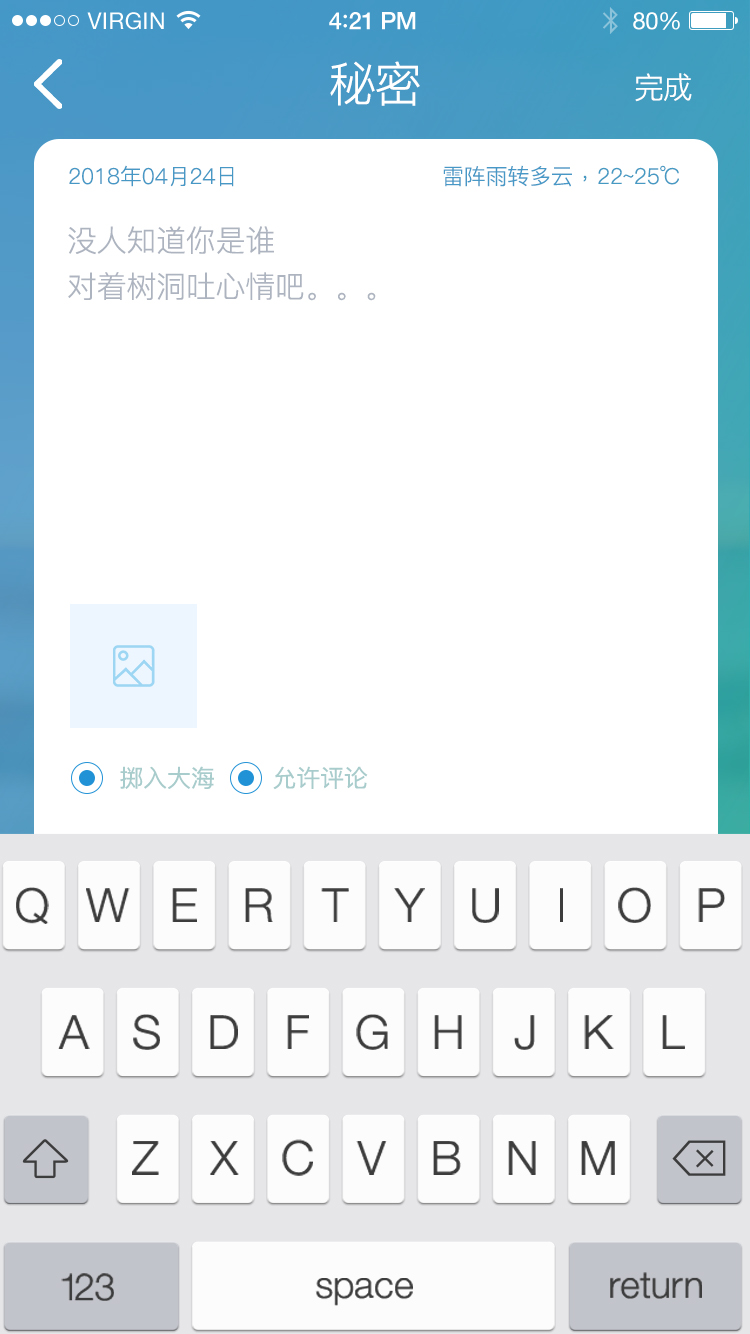 VIRGIN 4:21 PM 80%
秘密 完成
2018年04月24日 雷阵雨转多云，22~25℃
没人知道你是谁
对着树洞吐心情吧。。。
掷入大海 允许评论
Q W E R T Y U I O P
A S D F G H J K L
Z X C V B N M
123 space return